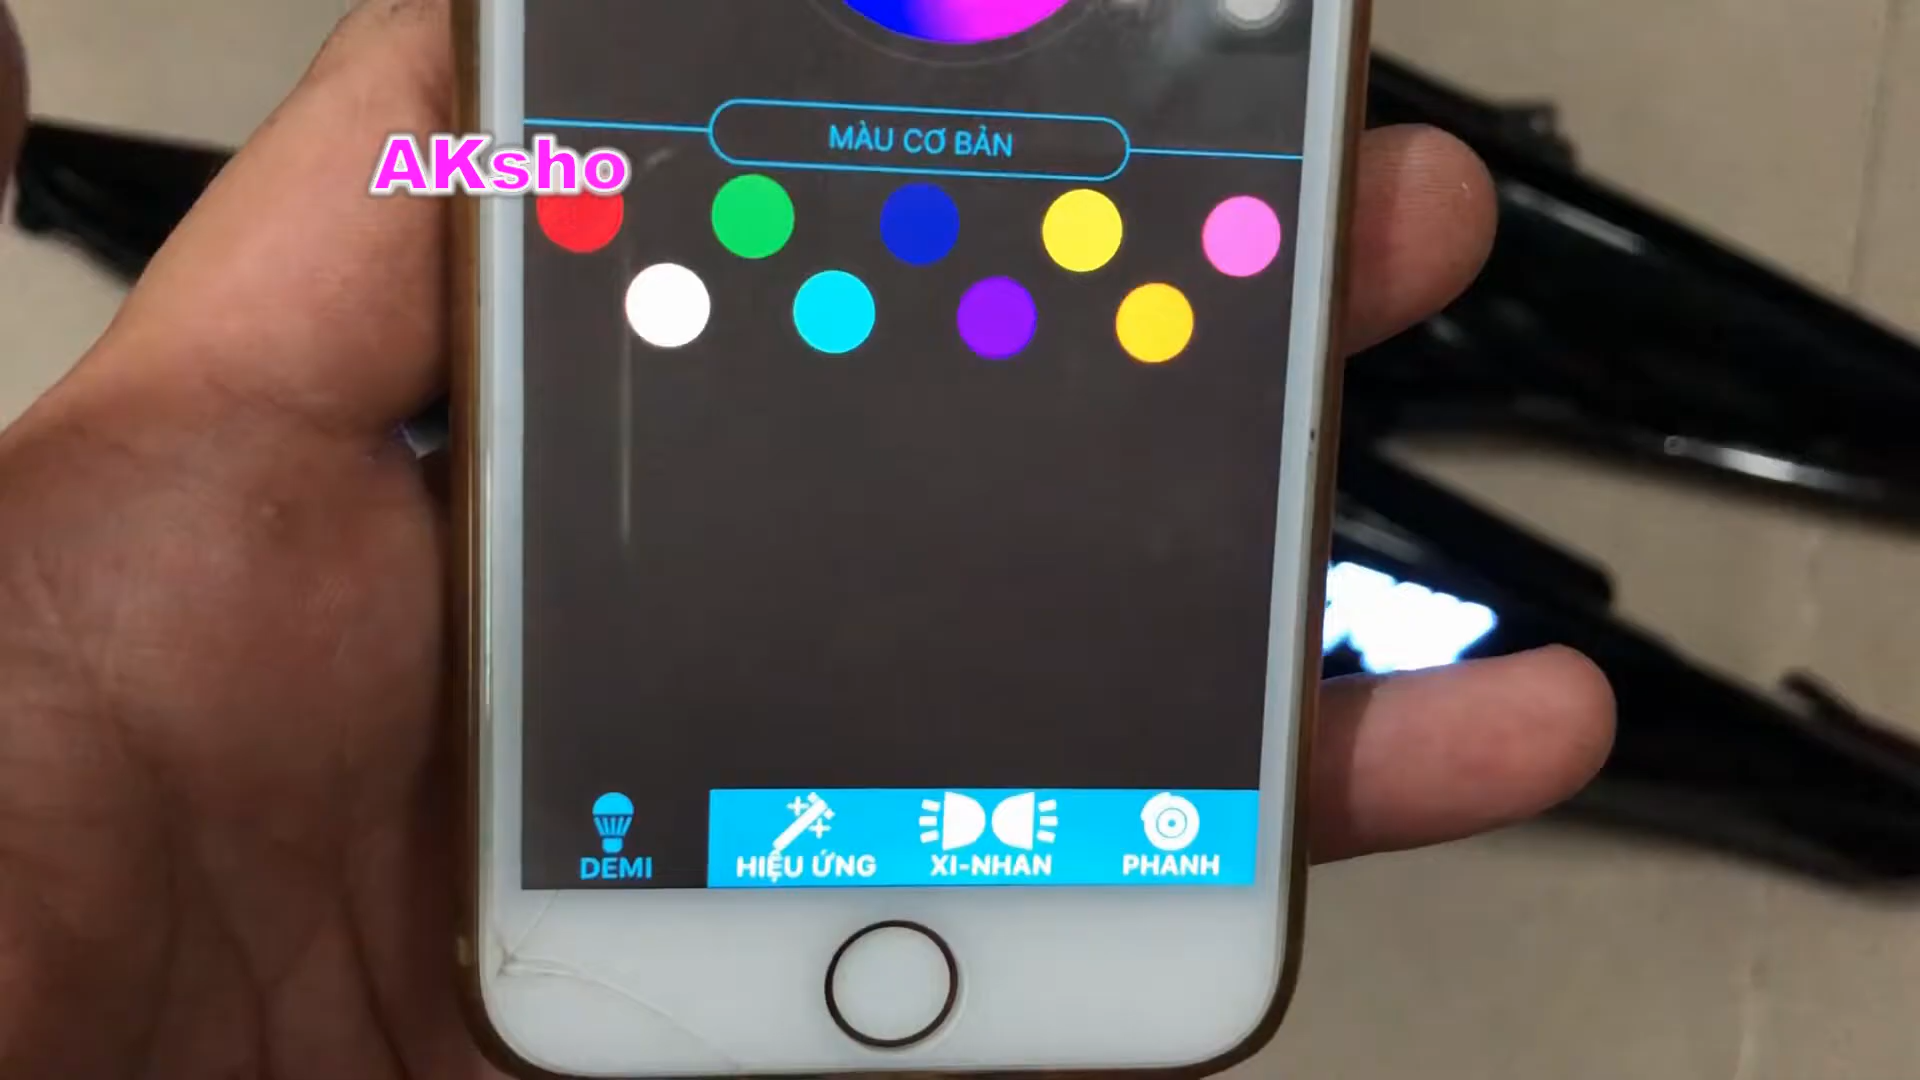 MÀU CƠ BẢN
AKsho
DEMI
HIỆU ỨNG
XI-NHAN
PHANH